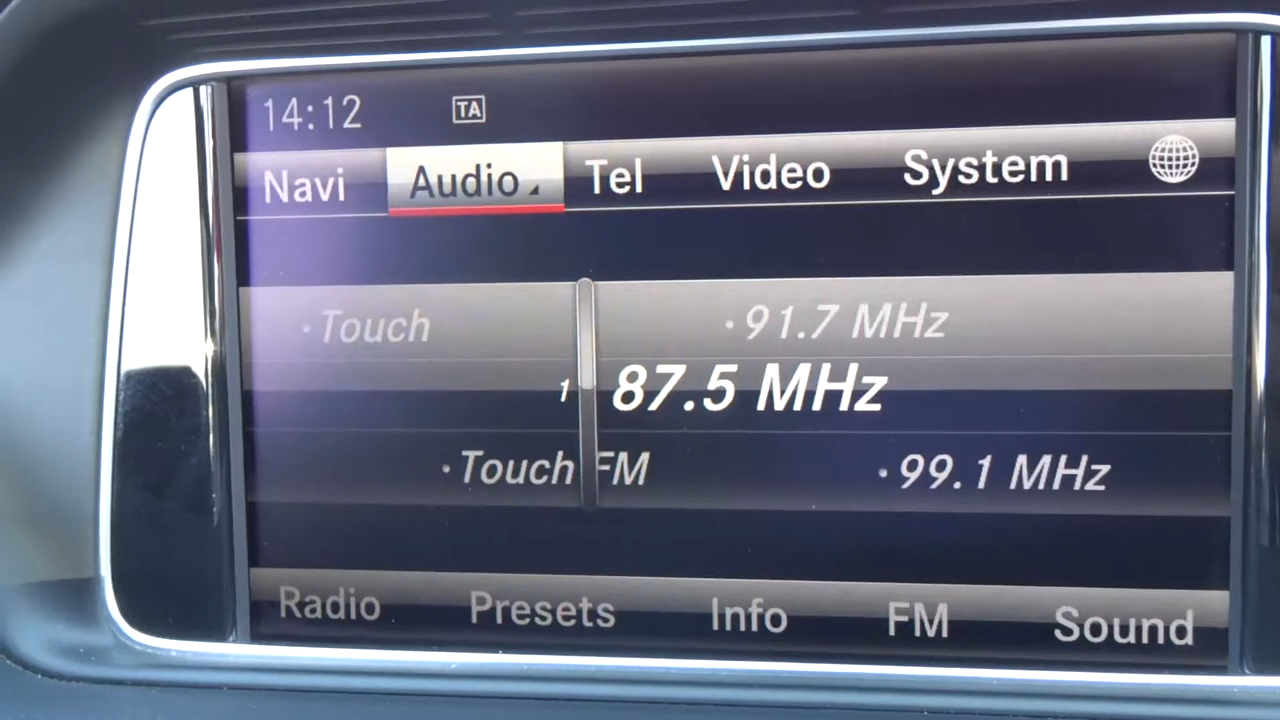 14:12 TA
Navi Audio Tel Video System
· Touch · 91.7 MHz
1 87.5 MHz
· Touch FM · 99.1 MHz
Radio Presets Info FM Sound